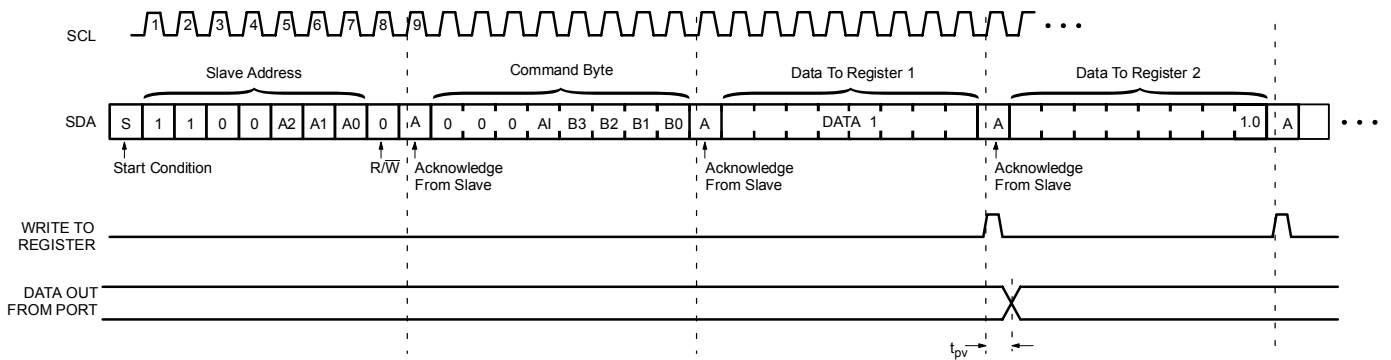 SCL 1 2 3 4 5 6 7 8 9 • • •
Slave Address Command Byte Data To Register 1 Data To Register 2
SDA S 1 1 0 0 A2 A1 A0 0 A 0 0 0 AI B3 B2 B1 B0 A DATA 1 A 1.0 A • • •
Start Condition R/W̅ Acknowledge From Slave Acknowledge From Slave Acknowledge From Slave
WRITE TO
REGISTER
DATA OUT
FROM PORT
tpv